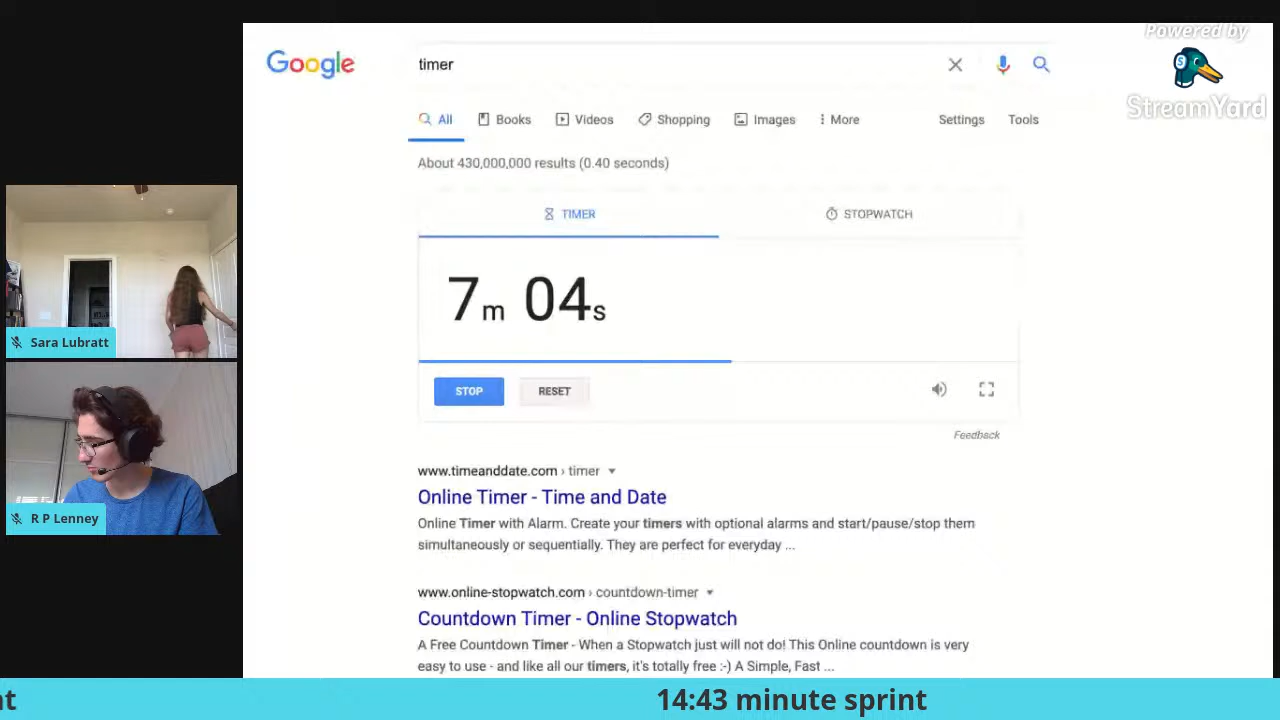 Powered by
StreamYard
Google
timer
All
Books
Videos
Shopping
Images
More
Settings
Tools
About 430,000,000 results (0.40 seconds)
TIMER
STOPWATCH
7m 04s
STOP
RESET
Feedback
www.timeanddate.com › timer
Online Timer - Time and Date
Online Timer with Alarm. Create your timers with optional alarms and start/pause/stop them
simultaneously or sequentially. They are perfect for everyday ...
www.online-stopwatch.com › countdown-timer
Countdown Timer - Online Stopwatch
A Free Countdown Timer - When a Stopwatch just will not do! This Online countdown is very
easy to use - and like all our timers, it's totally free :-) A Simple, Fast ...
Sara Lubratt
R P Lenney
nt
14:43 minute sprint